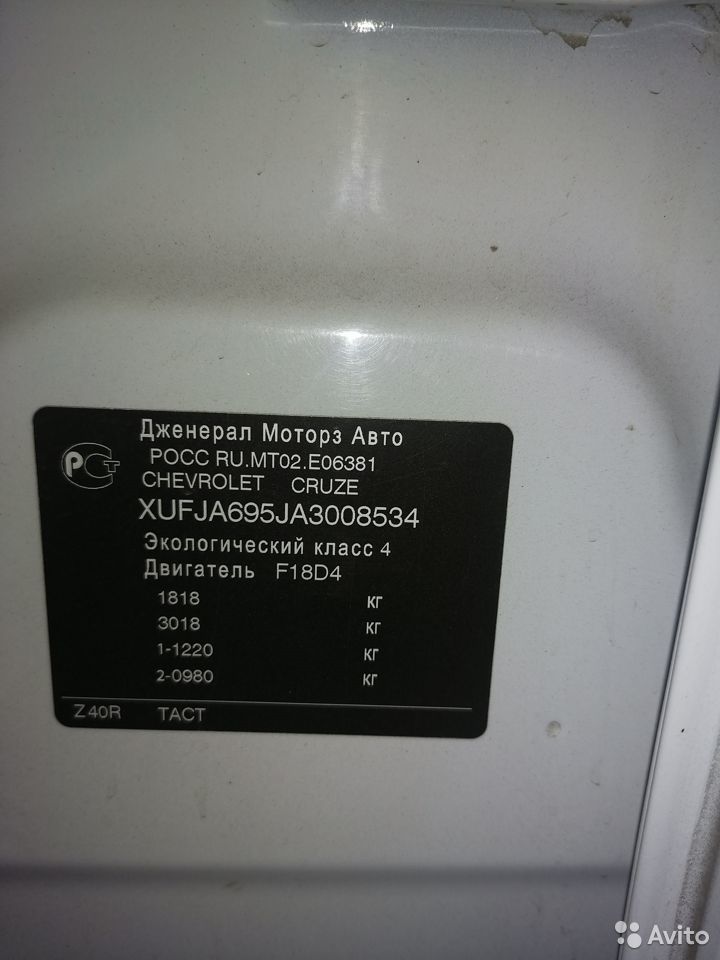 Дженерал Моторз Авто
РОСС RU.МТ02.Е06381
CHEVROLET CRUZE
XUFJA695JA3008534
Экологический класс 4
Двигатель F18D4
1818 кг
3018 кг
1-1220 кг
2-0980 кг
Z40R TACT
Avito